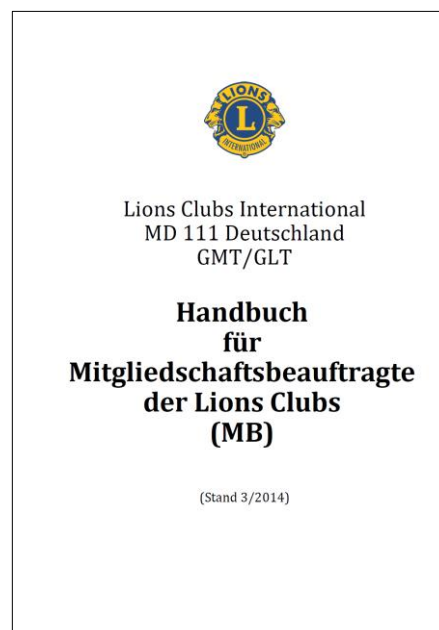 LIONS
L
INTERNATIONAL
Lions Clubs International
MD 111 Deutschland
GMT/GLT
Handbuch
für
Mitgliedschaftsbeauftragte
der Lions Clubs
(MB)
(Stand 3/2014)